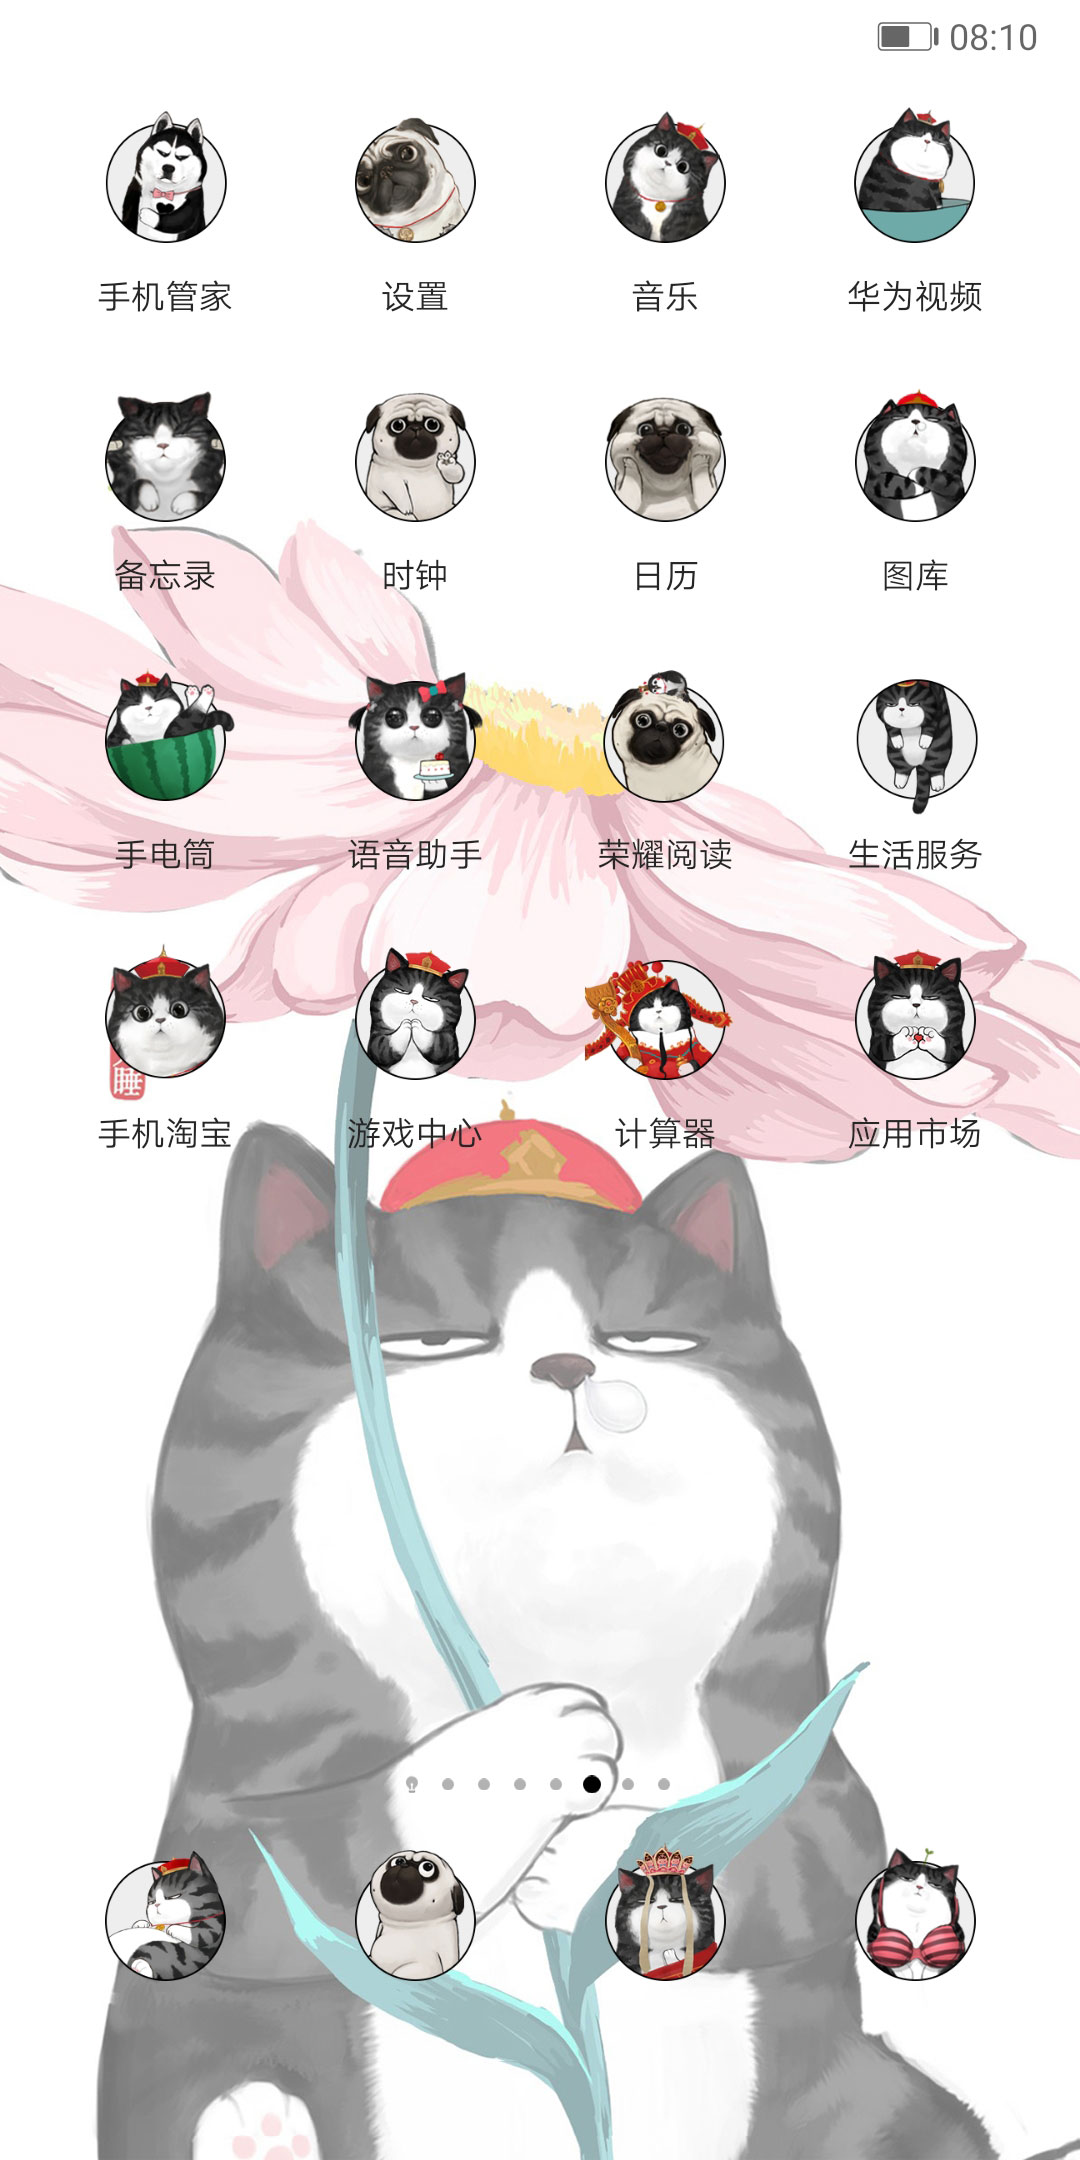 08:10
手机管家 设置 音乐 华为视频
备忘录 时钟 日历 图库
手电筒 语音助手 荣耀阅读 生活服务
睡
手机淘宝 游戏中心 计算器 应用市场